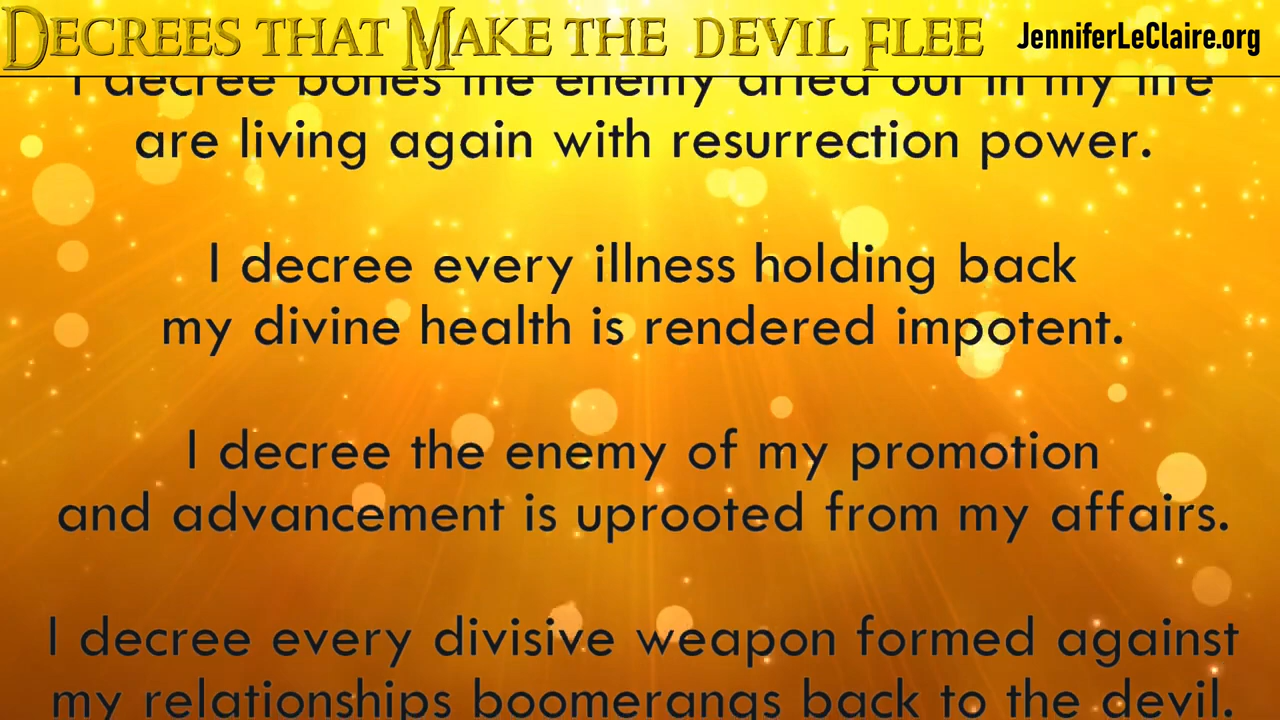 DECREES THAT MAKE THE DEVIL FLEE
JenniferLeClaire.org
I decree bones the enemy dried out in my life
are living again with resurrection power.
I decree every illness holding back
my divine health is rendered impotent.
I decree the enemy of my promotion
and advancement is uprooted from my affairs.
I decree every divisive weapon formed against
my relationships boomerangs back to the devil.